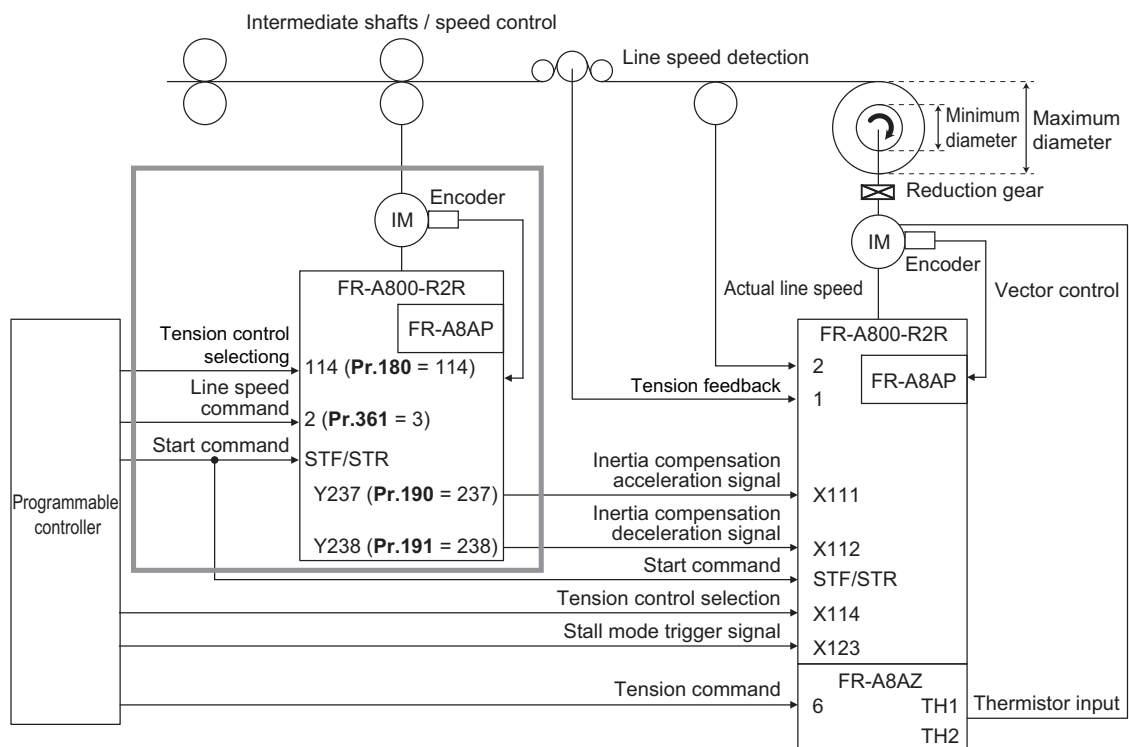 Intermediate shafts / speed control
Line speed detection
Minimum
diameter
Maximum
diameter
Reduction gear
Encoder
IM
IM
Encoder
Actual line speed
Vector control
FR-A800-R2R
FR-A8AP
Tension control
selectiong
114 (Pr.180 = 114)
Line speed
command
2 (Pr.361 = 3)
Start command
STF/STR
Y237 (Pr.190 = 237)
Y238 (Pr.191 = 238)
Programmable
controller
FR-A800-R2R
2
FR-A8AP
Tension feedback
1
Inertia compensation
acceleration signal
X111
Inertia compensation
deceleration signal
X112
Start command
STF/STR
Tension control selection
X114
Stall mode trigger signal
X123
FR-A8AZ
Tension command
6
TH1
Thermistor input
TH2